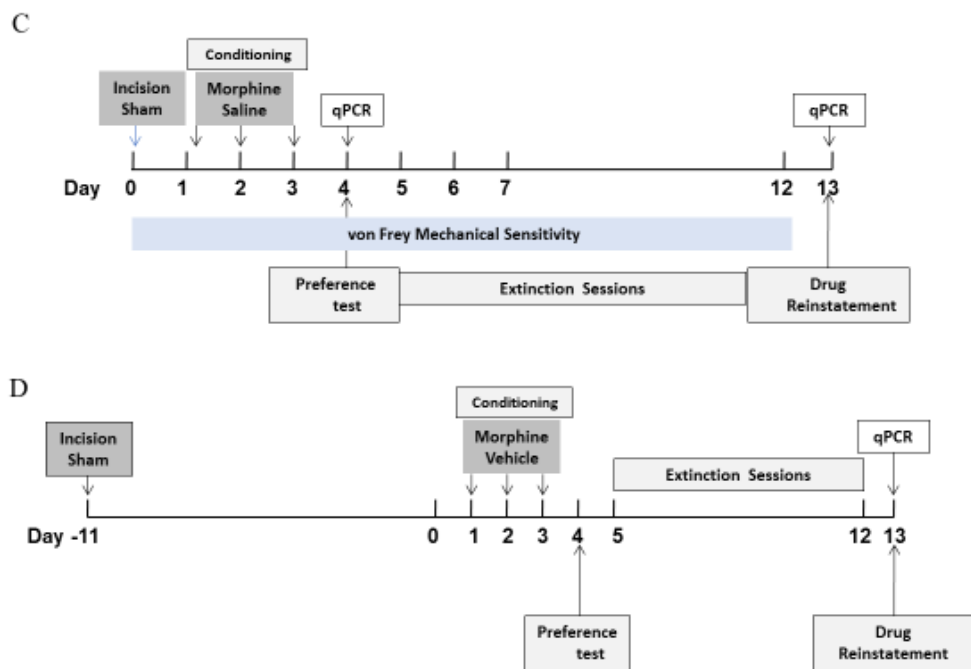 C
Conditioning
Incision
Sham
Morphine
Saline
qPCR
qPCR
Day 0 1 2 3 4 5 6 7 12 13
von Frey Mechanical Sensitivity
Preference
test
Extinction Sessions
Drug
Reinstatement
D
Conditioning
Incision
Sham
Morphine
Vehicle
qPCR
Extinction Sessions
Day -11 0 1 2 3 4 5 12 13
Preference
test
Drug
Reinstatement